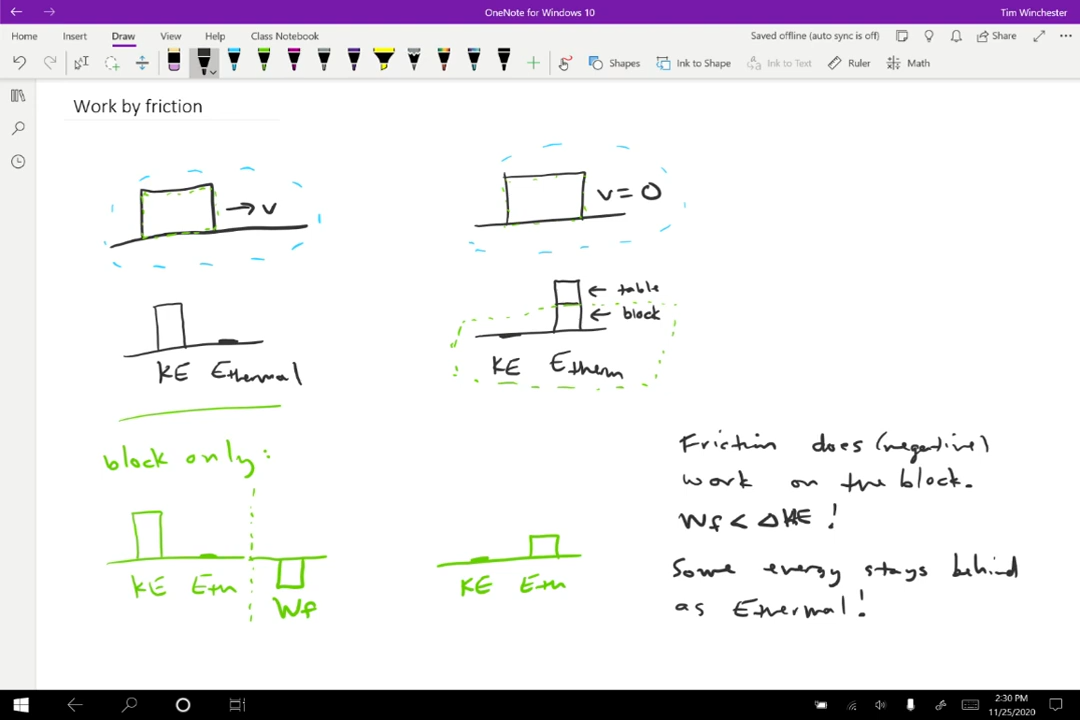 OneNote for Windows 10
Tim Winchester
Home Insert Draw View Help Class Notebook
Saved offline (auto sync is off)
Share
Shapes
Ink to Shape
Ink to Text
Ruler
Math
Work by friction
→ v
v = 0
← table
← block
KE Ethermal
KE Etherm
block only:
Friction does (negative)
work on the block.
Wf < ΔKE !
Some energy stays behind
as Ethermal!
KE Eth
Wf
KE Eth
2:30 PM
11/25/2020